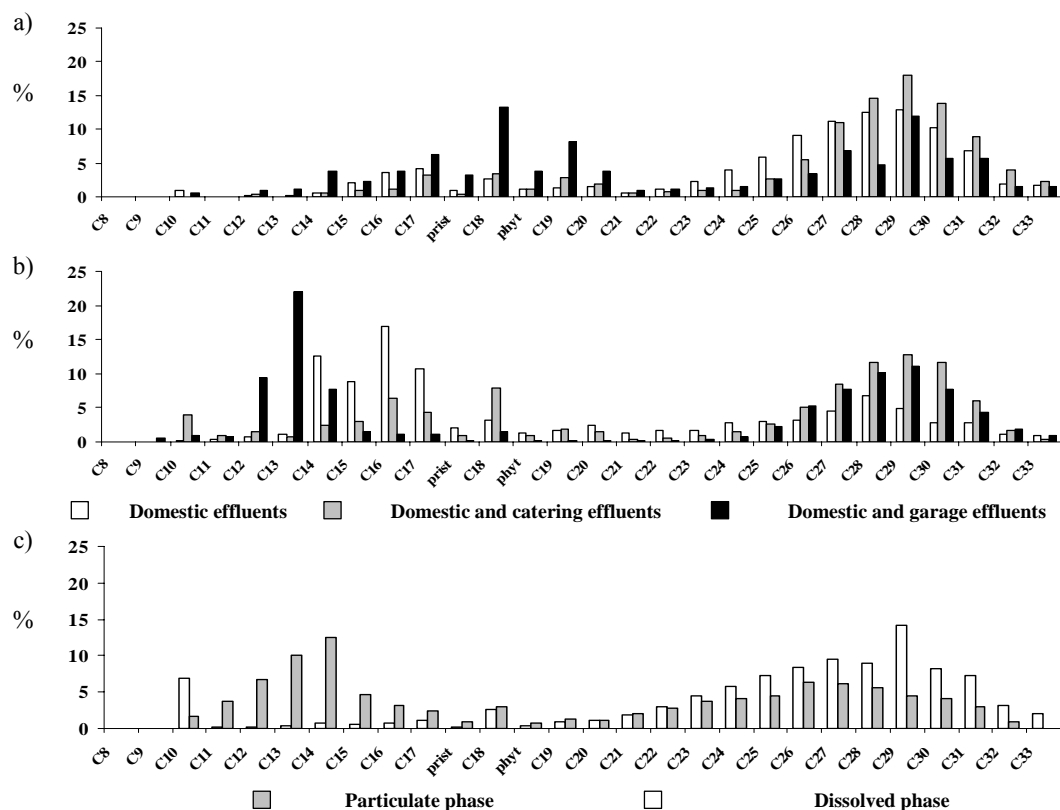 a)
25
20
%
15
10
5
0
C8 C9 C10 C11 C12 C13 C14 C15 C16 C17 prist C18 phyt C19 C20 C21 C22 C23 C24 C25 C26 C27 C28 C29 C30 C31 C32 C33
b)
25
20
%
15
10
5
0
C8 C9 C10 C11 C12 C13 C14 C15 C16 C17 prist C18 phyt C19 C20 C21 C22 C23 C24 C25 C26 C27 C28 C29 C30 C31 C32 C33
Domestic effluents Domestic and catering effluents Domestic and garage effluents
c)
25
20
%
15
10
5
0
C8 C9 C10 C11 C12 C13 C14 C15 C16 C17 prist C18 phyt C19 C20 C21 C22 C23 C24 C25 C26 C27 C28 C29 C30 C31 C32 C33
Particulate phase Dissolved phase